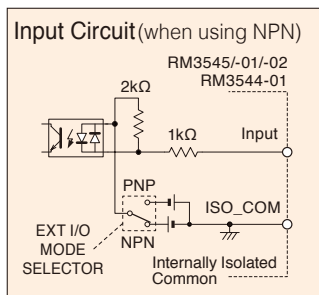 Input Circuit (when using NPN)
RM3545/-01/-02
RM3544-01
2kΩ
1kΩ
Input
PNP
ISO_COM
EXT I/O
MODE
SELECTOR
NPN
Internally Isolated
Common